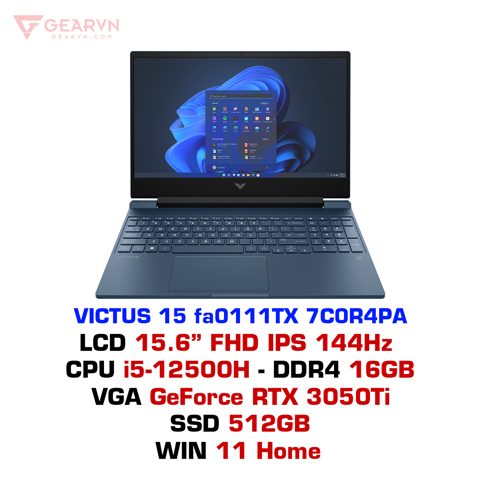 GEARVN
GEARVN.COM
VICTUS 15 fa0111TX 7C0R4PA
LCD 15.6” FHD IPS 144Hz
CPU i5-12500H - DDR4 16GB
VGA GeForce RTX 3050Ti
SSD 512GB
WIN 11 Home